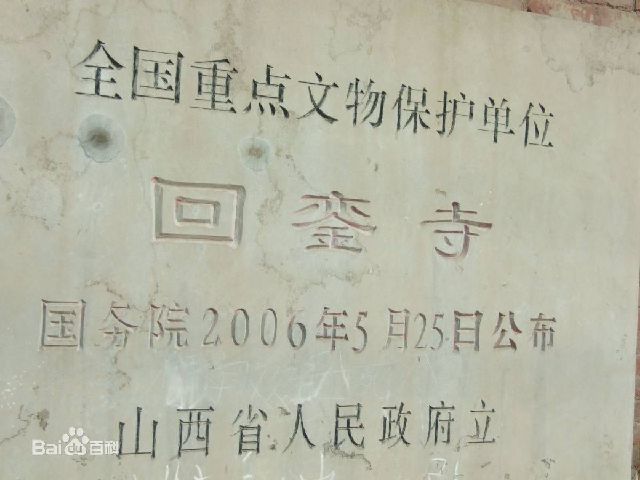 全国重点文物保护单位
回銮寺
国务院2006年5月25日公布
山西省人民政府立
Bai百科